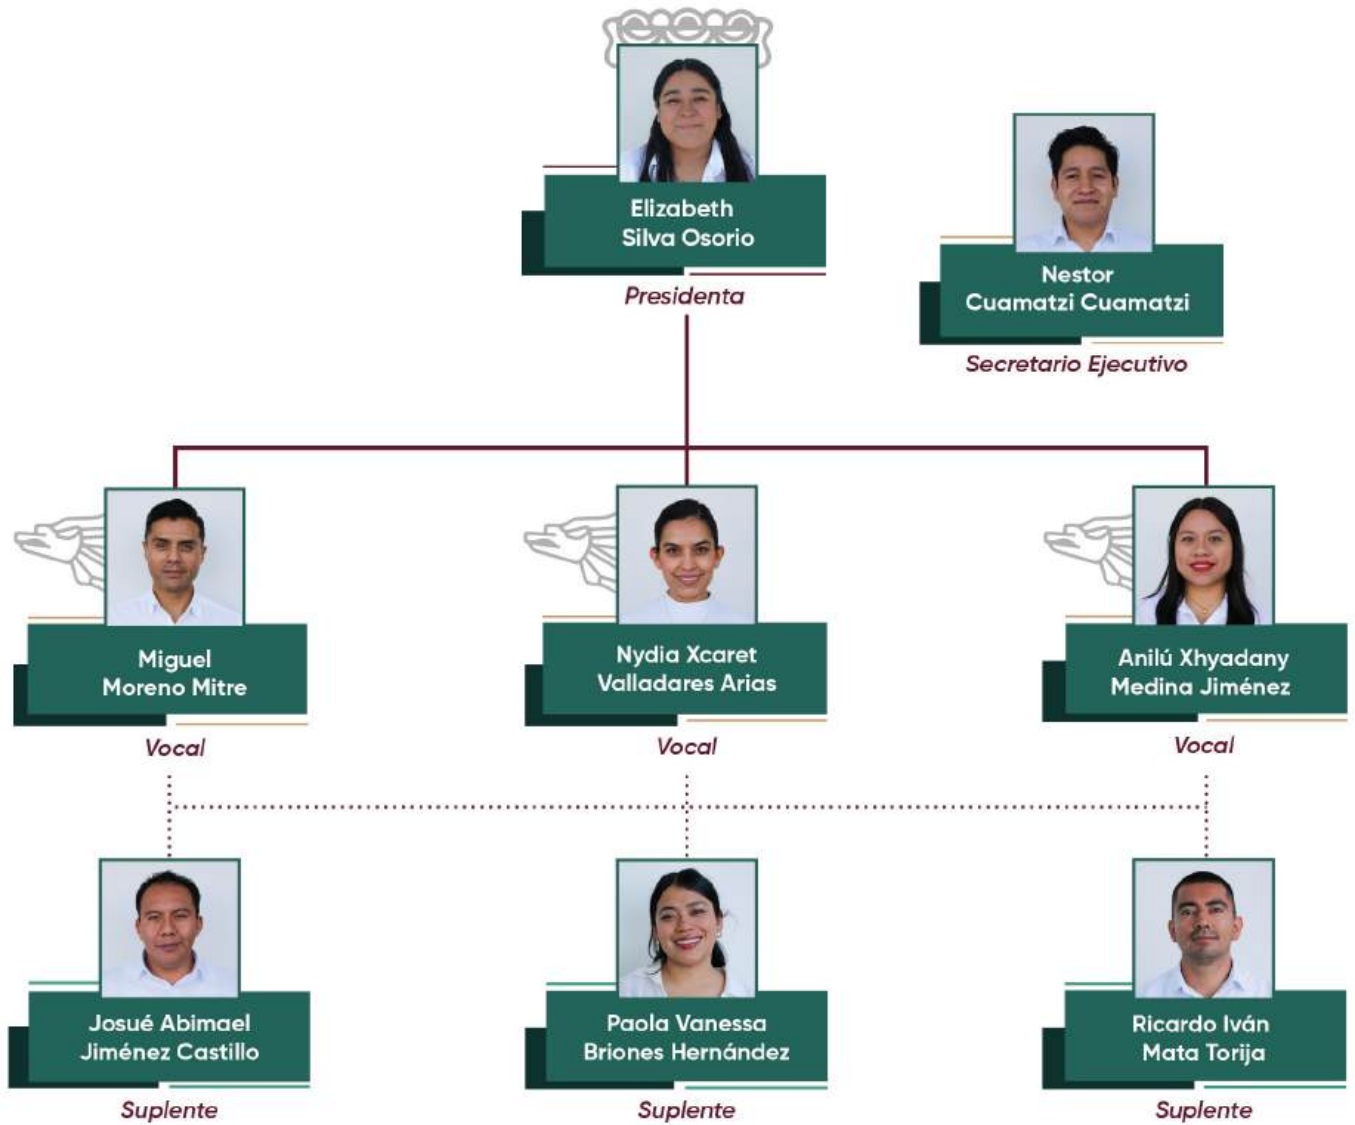 Elizabeth
Silva Osorio
Presidenta
Nestor
Cuamatzi Cuamatzi
Secretario Ejecutivo
Miguel
Moreno Mitre
Vocal
Nydia Xcaret
Valladares Arias
Vocal
Anilú Xhyadany
Medina Jiménez
Vocal
Josué Abimael
Jiménez Castillo
Suplente
Paola Vanessa
Briones Hernández
Suplente
Ricardo Iván
Mata Torija
Suplente